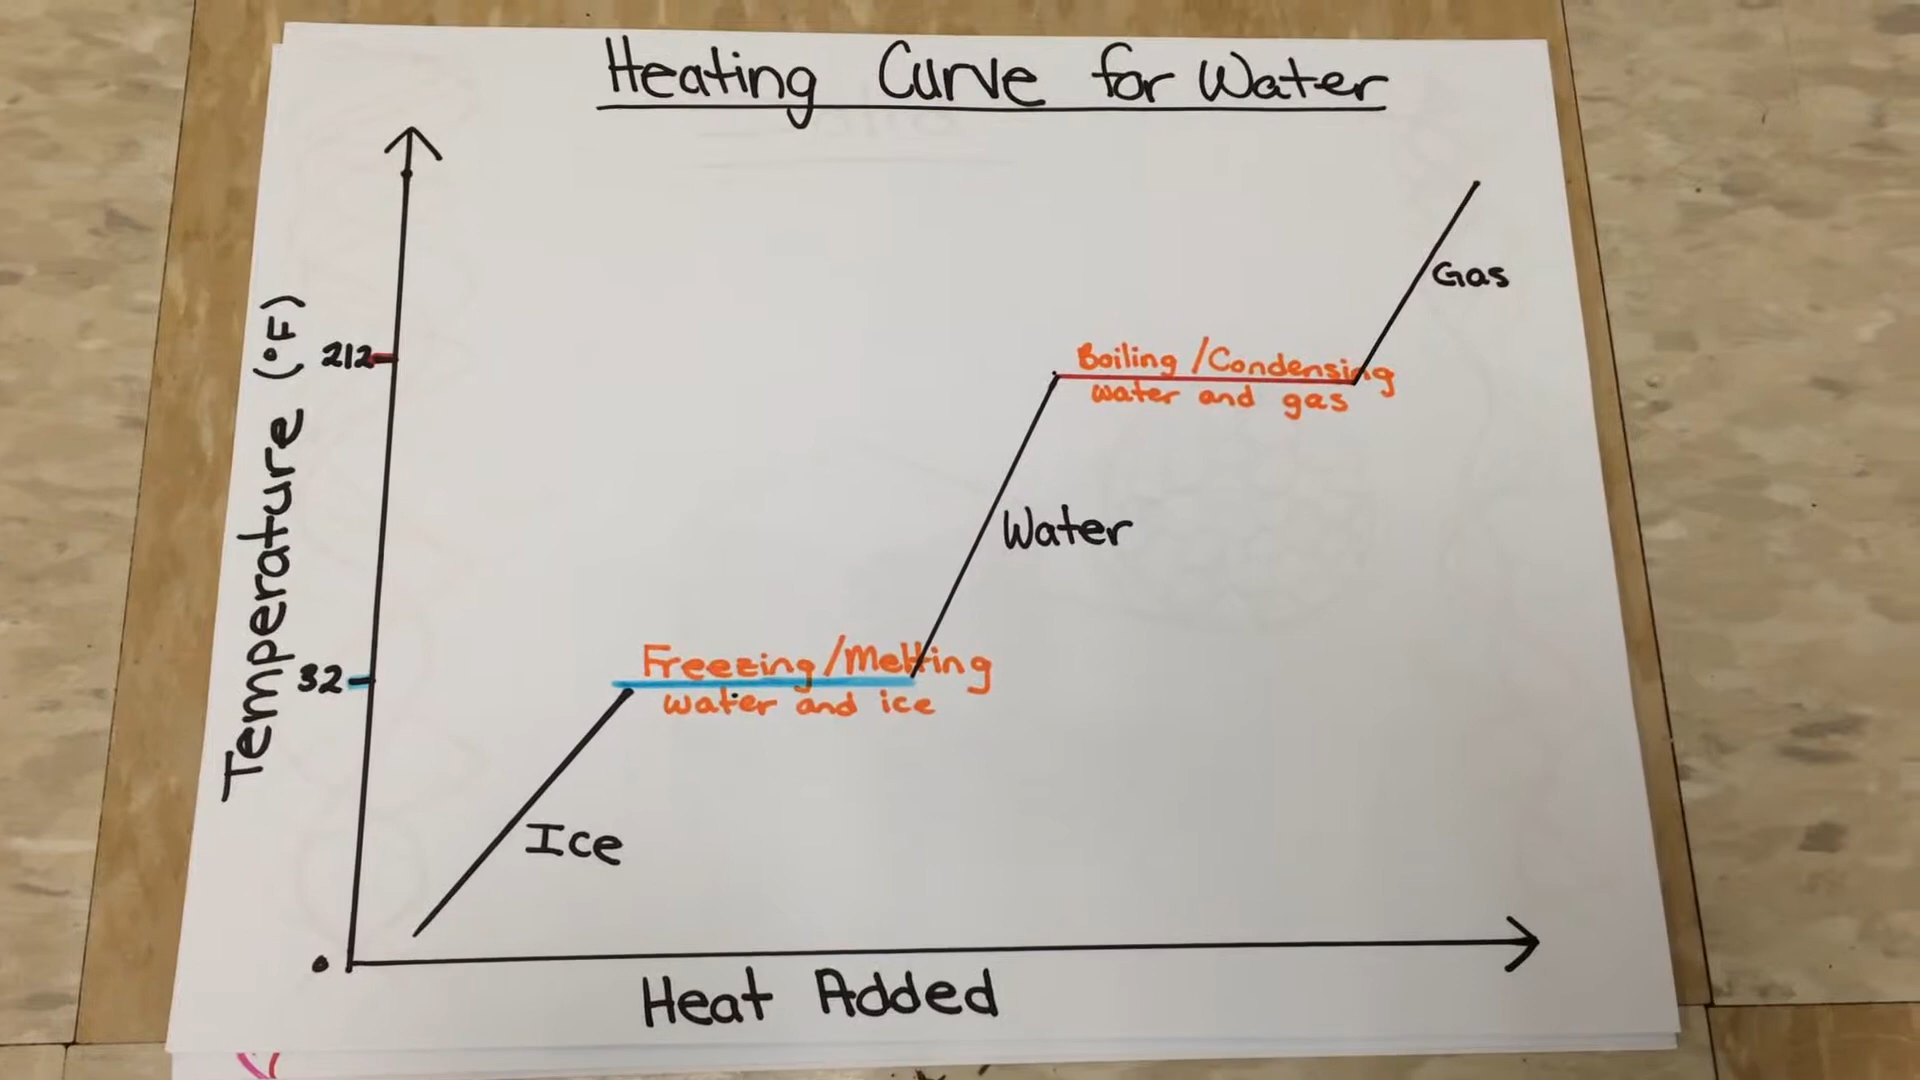 Heating Curve for Water
Temperature (°F)
212
32
Gas
Boiling/Condensing
water and gas
Water
Freezing/Melting
water and ice
Ice
Heat Added